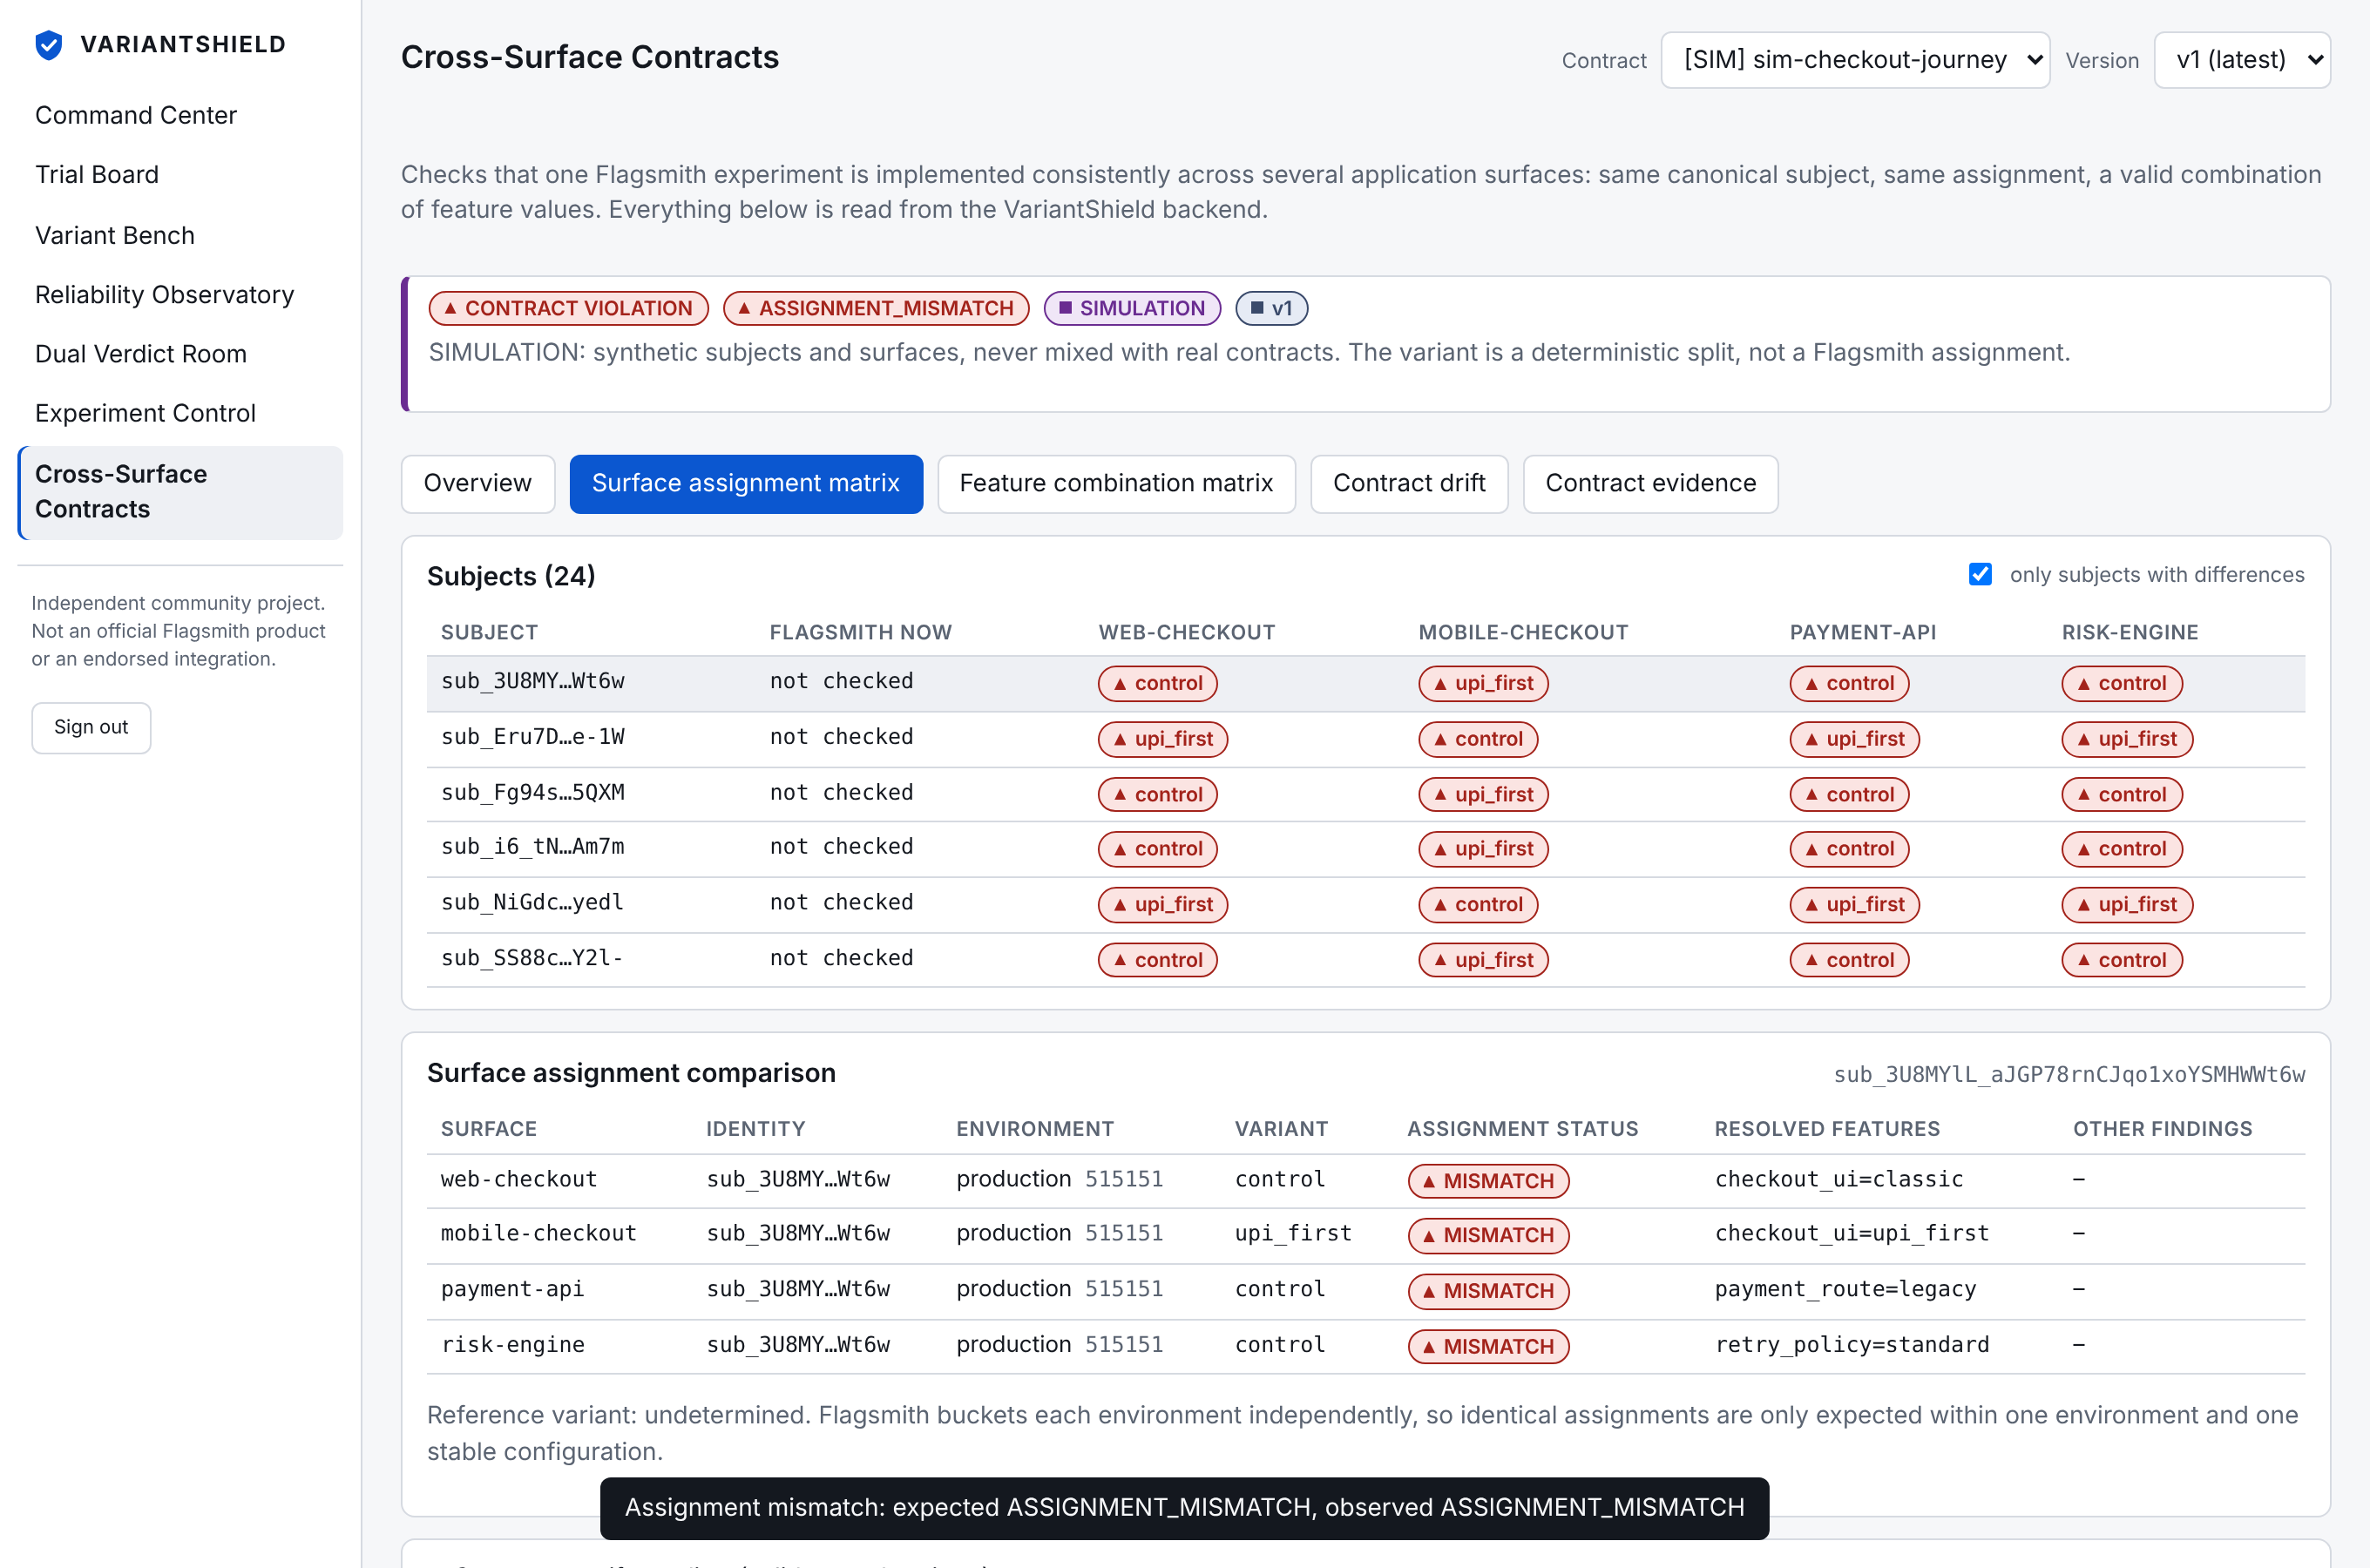 VARIANTSHIELD
Command Center
Trial Board
Variant Bench
Reliability Observatory
Dual Verdict Room
Experiment Control
Cross-Surface
Contracts
Independent community project.
Not an official Flagsmith product
or an endorsed integration.
Sign out
Cross-Surface Contracts
Contract [SIM] sim-checkout-journey Version v1 (latest)
Checks that one Flagsmith experiment is implemented consistently across several application surfaces: same canonical subject, same assignment, a valid combination
of feature values. Everything below is read from the VariantShield backend.
▲ CONTRACT VIOLATION ▲ ASSIGNMENT_MISMATCH ■ SIMULATION ■ v1
SIMULATION: synthetic subjects and surfaces, never mixed with real contracts. The variant is a deterministic split, not a Flagsmith assignment.
Overview Surface assignment matrix Feature combination matrix Contract drift Contract evidence
Subjects (24) only subjects with differences
SUBJECT FLAGSMITH NOW WEB-CHECKOUT MOBILE-CHECKOUT PAYMENT-API RISK-ENGINE
sub_3U8MY…Wt6w not checked ▲ control ▲ upi_first ▲ control ▲ control
sub_Eru7D…e-1W not checked ▲ upi_first ▲ control ▲ upi_first ▲ upi_first
sub_Fg94s…5QXM not checked ▲ control ▲ upi_first ▲ control ▲ control
sub_i6_tN…Am7m not checked ▲ control ▲ upi_first ▲ control ▲ control
sub_NiGdc…yedl not checked ▲ upi_first ▲ control ▲ upi_first ▲ upi_first
sub_SS88c…Y2l- not checked ▲ control ▲ upi_first ▲ control ▲ control
Surface assignment comparison sub_3U8MYlL_aJGP78rnCJqo1xoYSMHWWt6w
SURFACE IDENTITY ENVIRONMENT VARIANT ASSIGNMENT STATUS RESOLVED FEATURES OTHER FINDINGS
web-checkout sub_3U8MY…Wt6w production 515151 control ▲ MISMATCH checkout_ui=classic –
mobile-checkout sub_3U8MY…Wt6w production 515151 upi_first ▲ MISMATCH checkout_ui=upi_first –
payment-api sub_3U8MY…Wt6w production 515151 control ▲ MISMATCH payment_route=legacy –
risk-engine sub_3U8MY…Wt6w production 515151 control ▲ MISMATCH retry_policy=standard –
Reference variant: undetermined. Flagsmith buckets each environment independently, so identical assignments are only expected within one environment and one
stable configuration.
Assignment mismatch: expected ASSIGNMENT_MISMATCH, observed ASSIGNMENT_MISMATCH